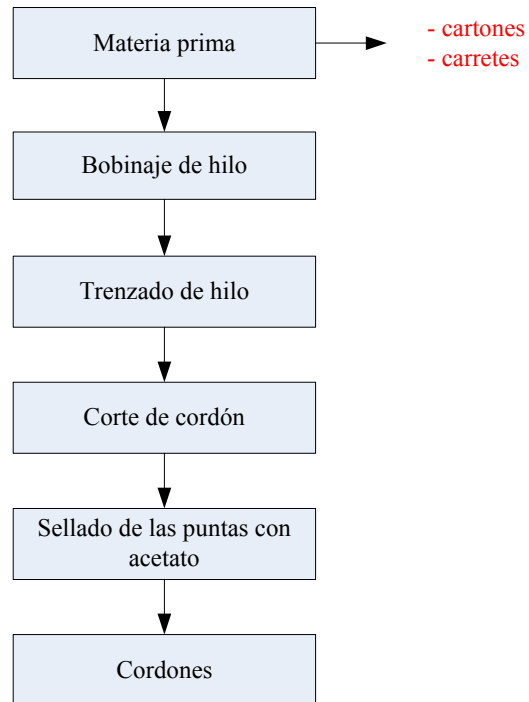 Materia prima
- cartones
- carretes
Bobinaje de hilo
Trenzado de hilo
Corte de cordón
Sellado de las puntas con
acetato
Cordones